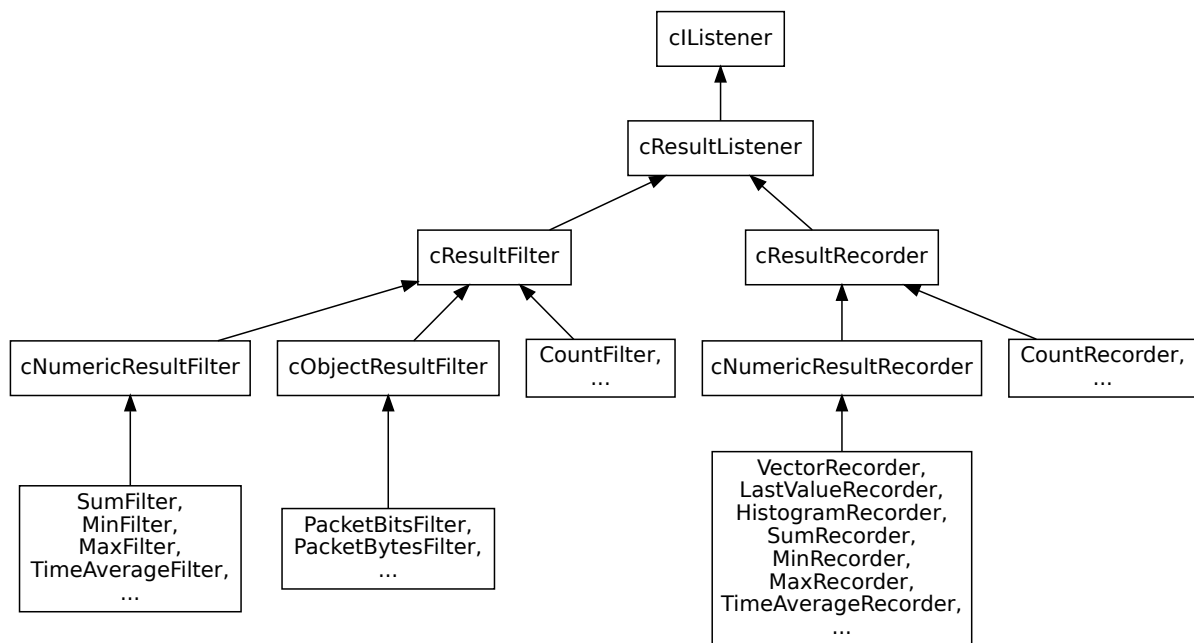 cIListener
cResultListener
cResultFilter
cResultRecorder
cNumericResultFilter
cObjectResultFilter
CountFilter,
...
cNumericResultRecorder
CountRecorder,
...
SumFilter,
MinFilter,
MaxFilter,
TimeAverageFilter,
...
PacketBitsFilter,
PacketBytesFilter,
...
VectorRecorder,
LastValueRecorder,
HistogramRecorder,
SumRecorder,
MinRecorder,
MaxRecorder,
TimeAverageRecorder,
...